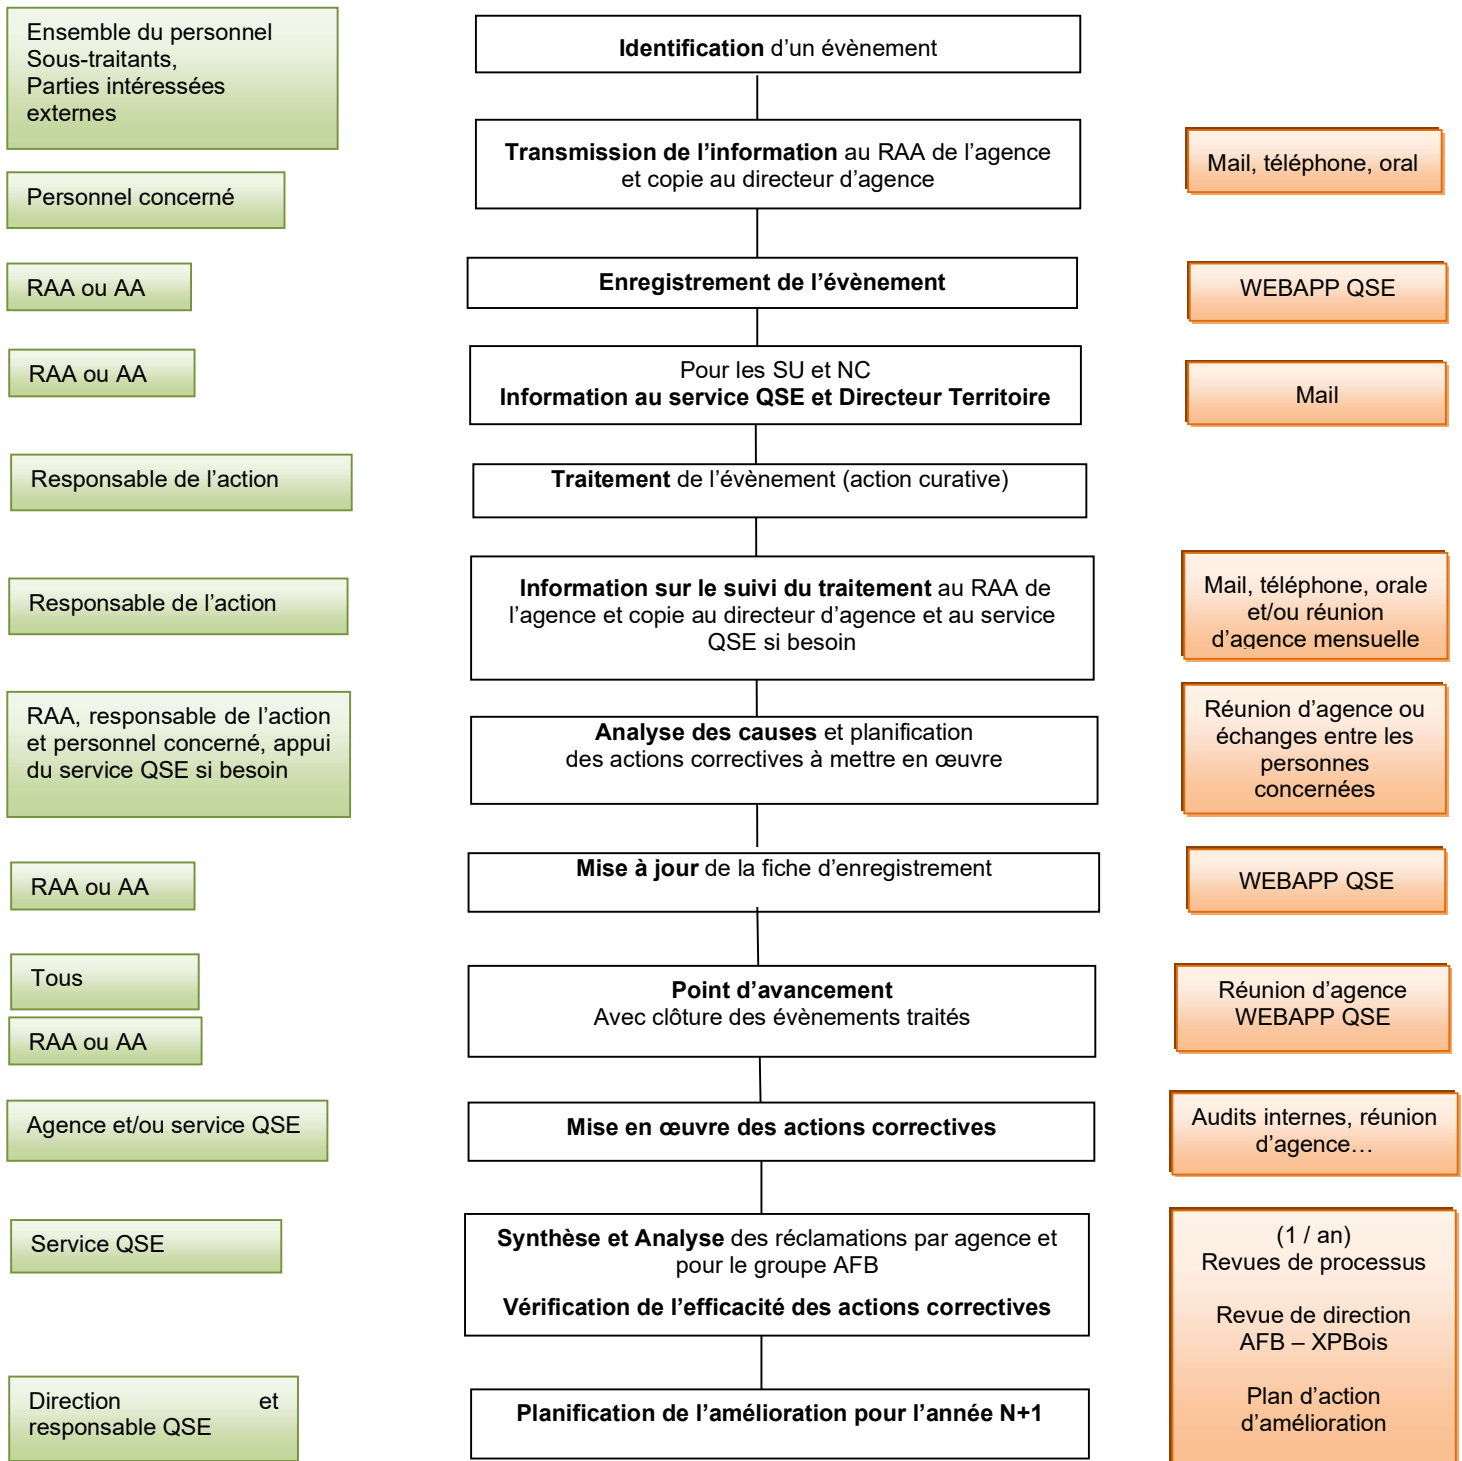 Ensemble du personnel
Sous-traitants,
Parties intéressées
externes
Identification d’un évènement
Transmission de l’information au RAA de l’agence
et copie au directeur d’agence
Mail, téléphone, oral
Personnel concerné
RAA ou AA
Enregistrement de l’évènement
WEBAPP QSE
RAA ou AA
Pour les SU et NC
Information au service QSE et Directeur Territoire
Mail
Responsable de l’action
Traitement de l’évènement (action curative)
Responsable de l’action
Information sur le suivi du traitement au RAA de
l’agence et copie au directeur d’agence et au service
QSE si besoin
Mail, téléphone, orale
et/ou réunion
d’agence mensuelle
RAA, responsable de l’action
et personnel concerné, appui
du service QSE si besoin
Analyse des causes et planification
des actions correctives à mettre en œuvre
Réunion d’agence ou
échanges entre les
personnes
concernées
RAA ou AA
Mise à jour de la fiche d’enregistrement
WEBAPP QSE
Tous
RAA ou AA
Point d’avancement
Avec clôture des évènements traités
Réunion d’agence
WEBAPP QSE
Agence et/ou service QSE
Mise en œuvre des actions correctives
Audits internes, réunion
d’agence…
Service QSE
Synthèse et Analyse des réclamations par agence et
pour le groupe AFB
Vérification de l’efficacité des actions correctives
(1 / an)
Revues de processus
Revue de direction
AFB – XPBois
Plan d’action
d’amélioration
Direction et
responsable QSE
Planification de l’amélioration pour l’année N+1